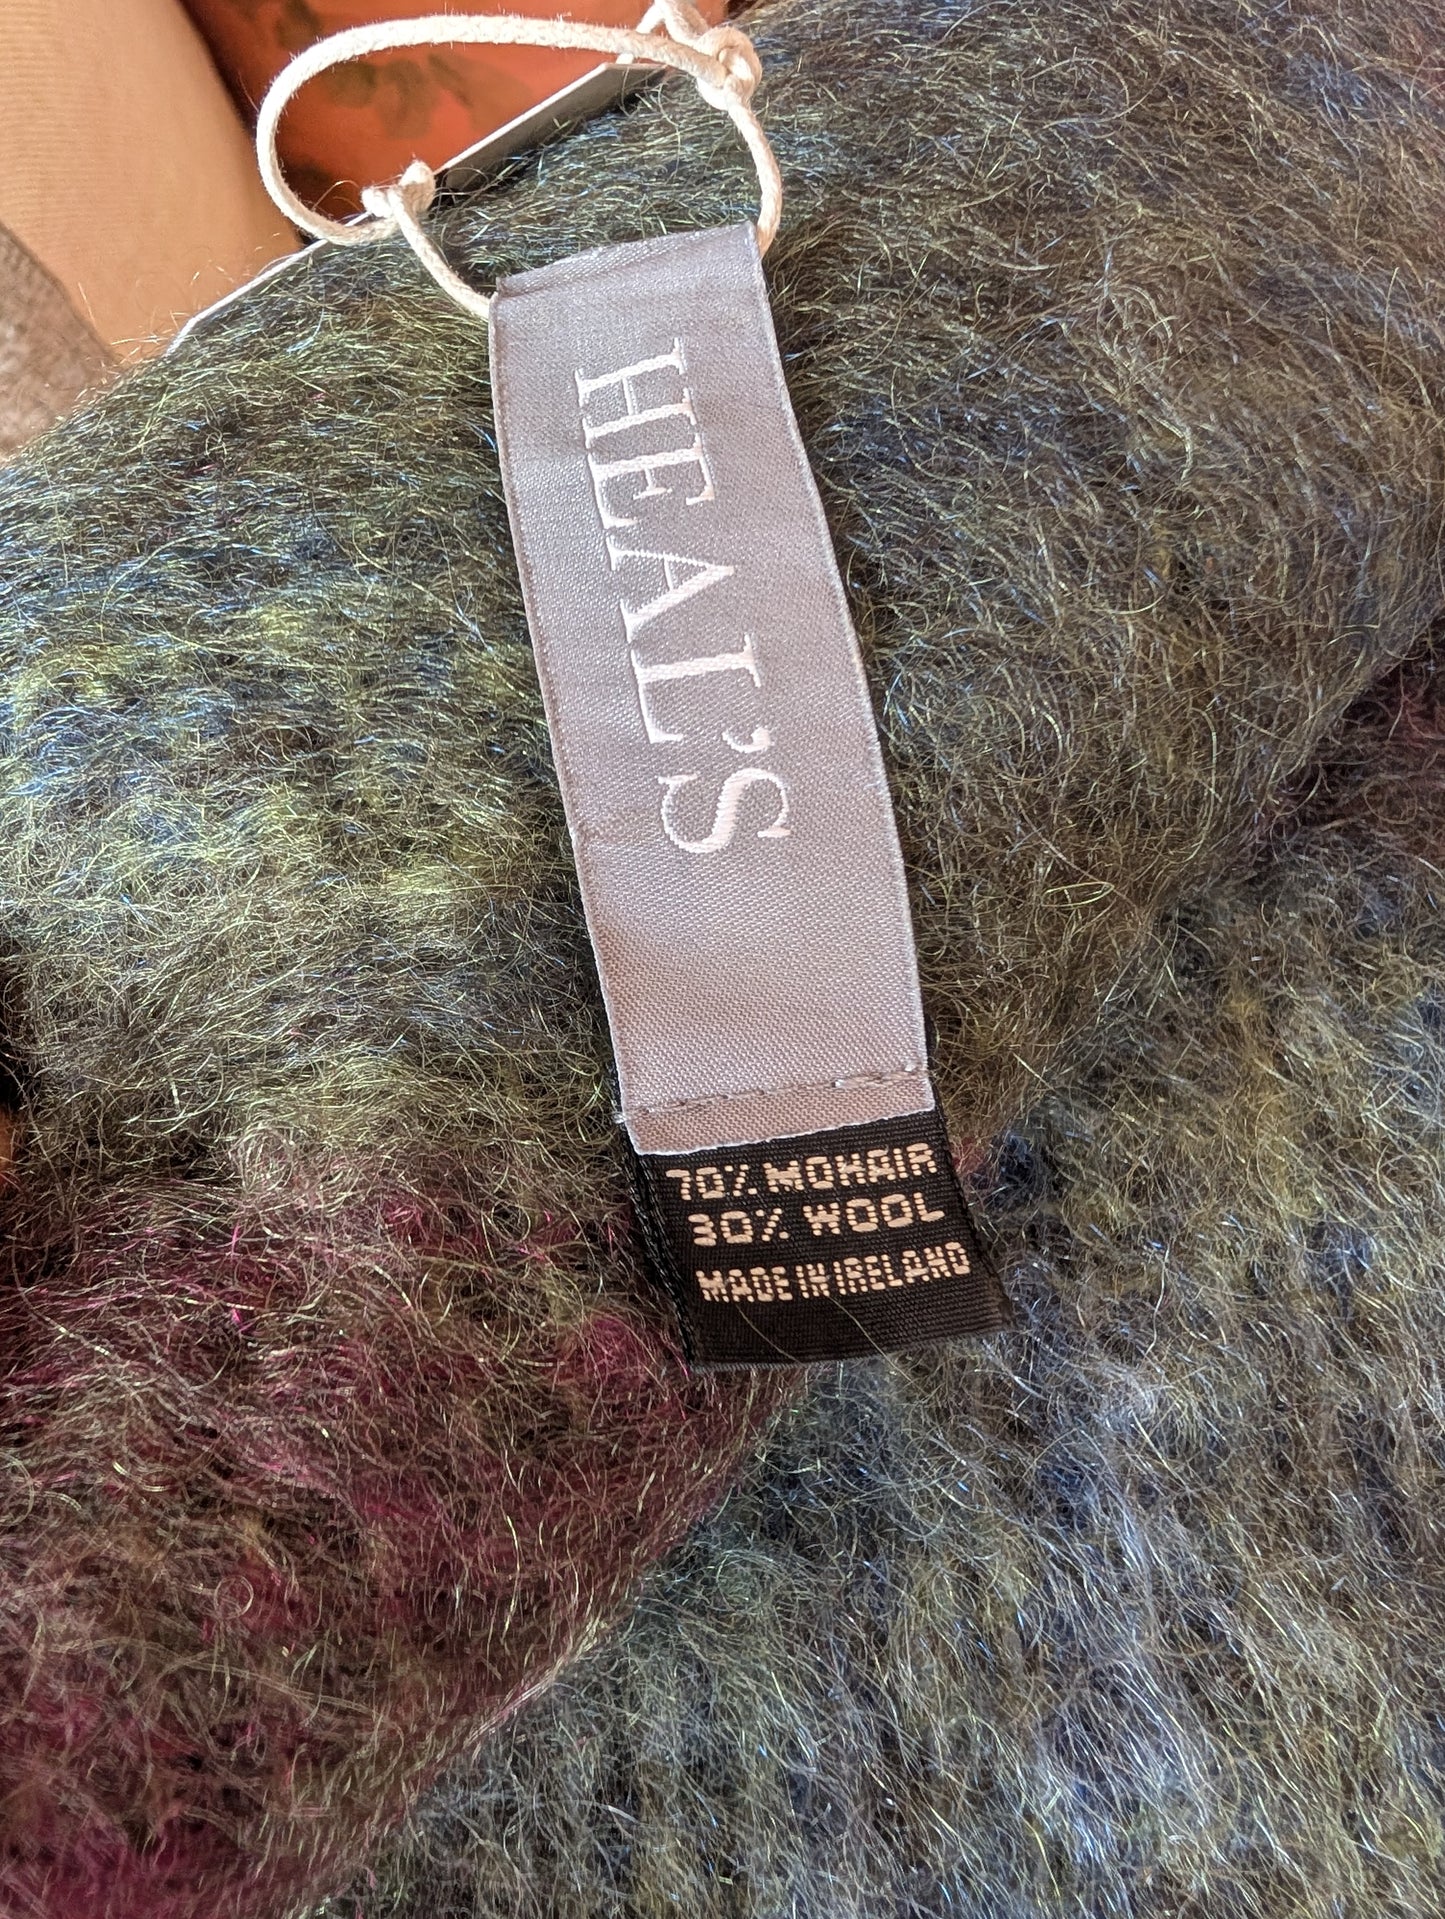 HEAL'S
70% MOHAIR
30% WOOL
MADE IN IRELAND